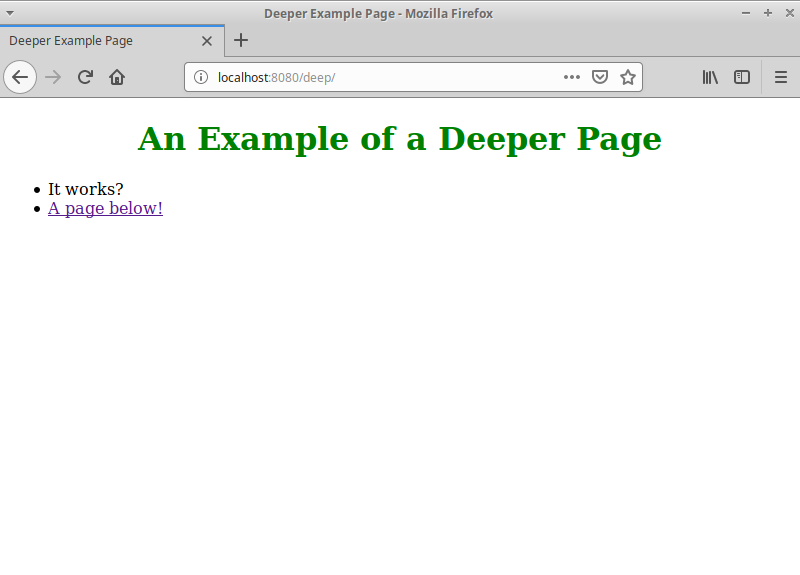 Deeper Example Page - Mozilla Firefox
Deeper Example Page
localhost:8080/deep/
An Example of a Deeper Page
It works?
A page below!